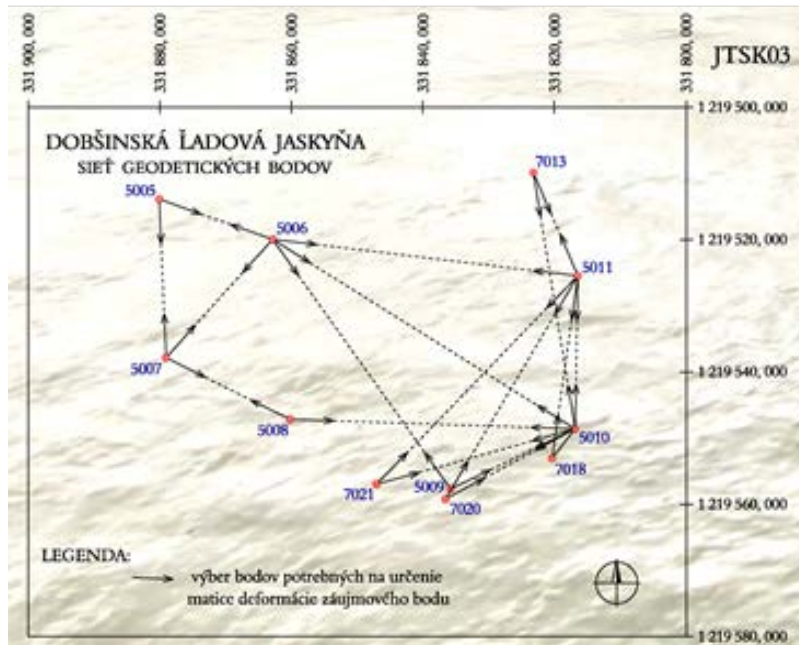 331 900, 000
331 880, 000
331 860, 000
331 840, 000
331 820, 000
331 800, 000
JTSK03
1 219 500, 000
DOBŠINSKÁ ĽADOVÁ JASKYŇA
SIEŤ GEODETICKÝCH BODOV
7013
5005
5006
1 219 520, 000
5011
5007
1 219 540, 000
5008
5010
7018
5009
7021
7020
1 219 560, 000
LEGENDA:
výber bodov potrebných na určenie
matice deformácie záujmového bodu
1 219 580, 000